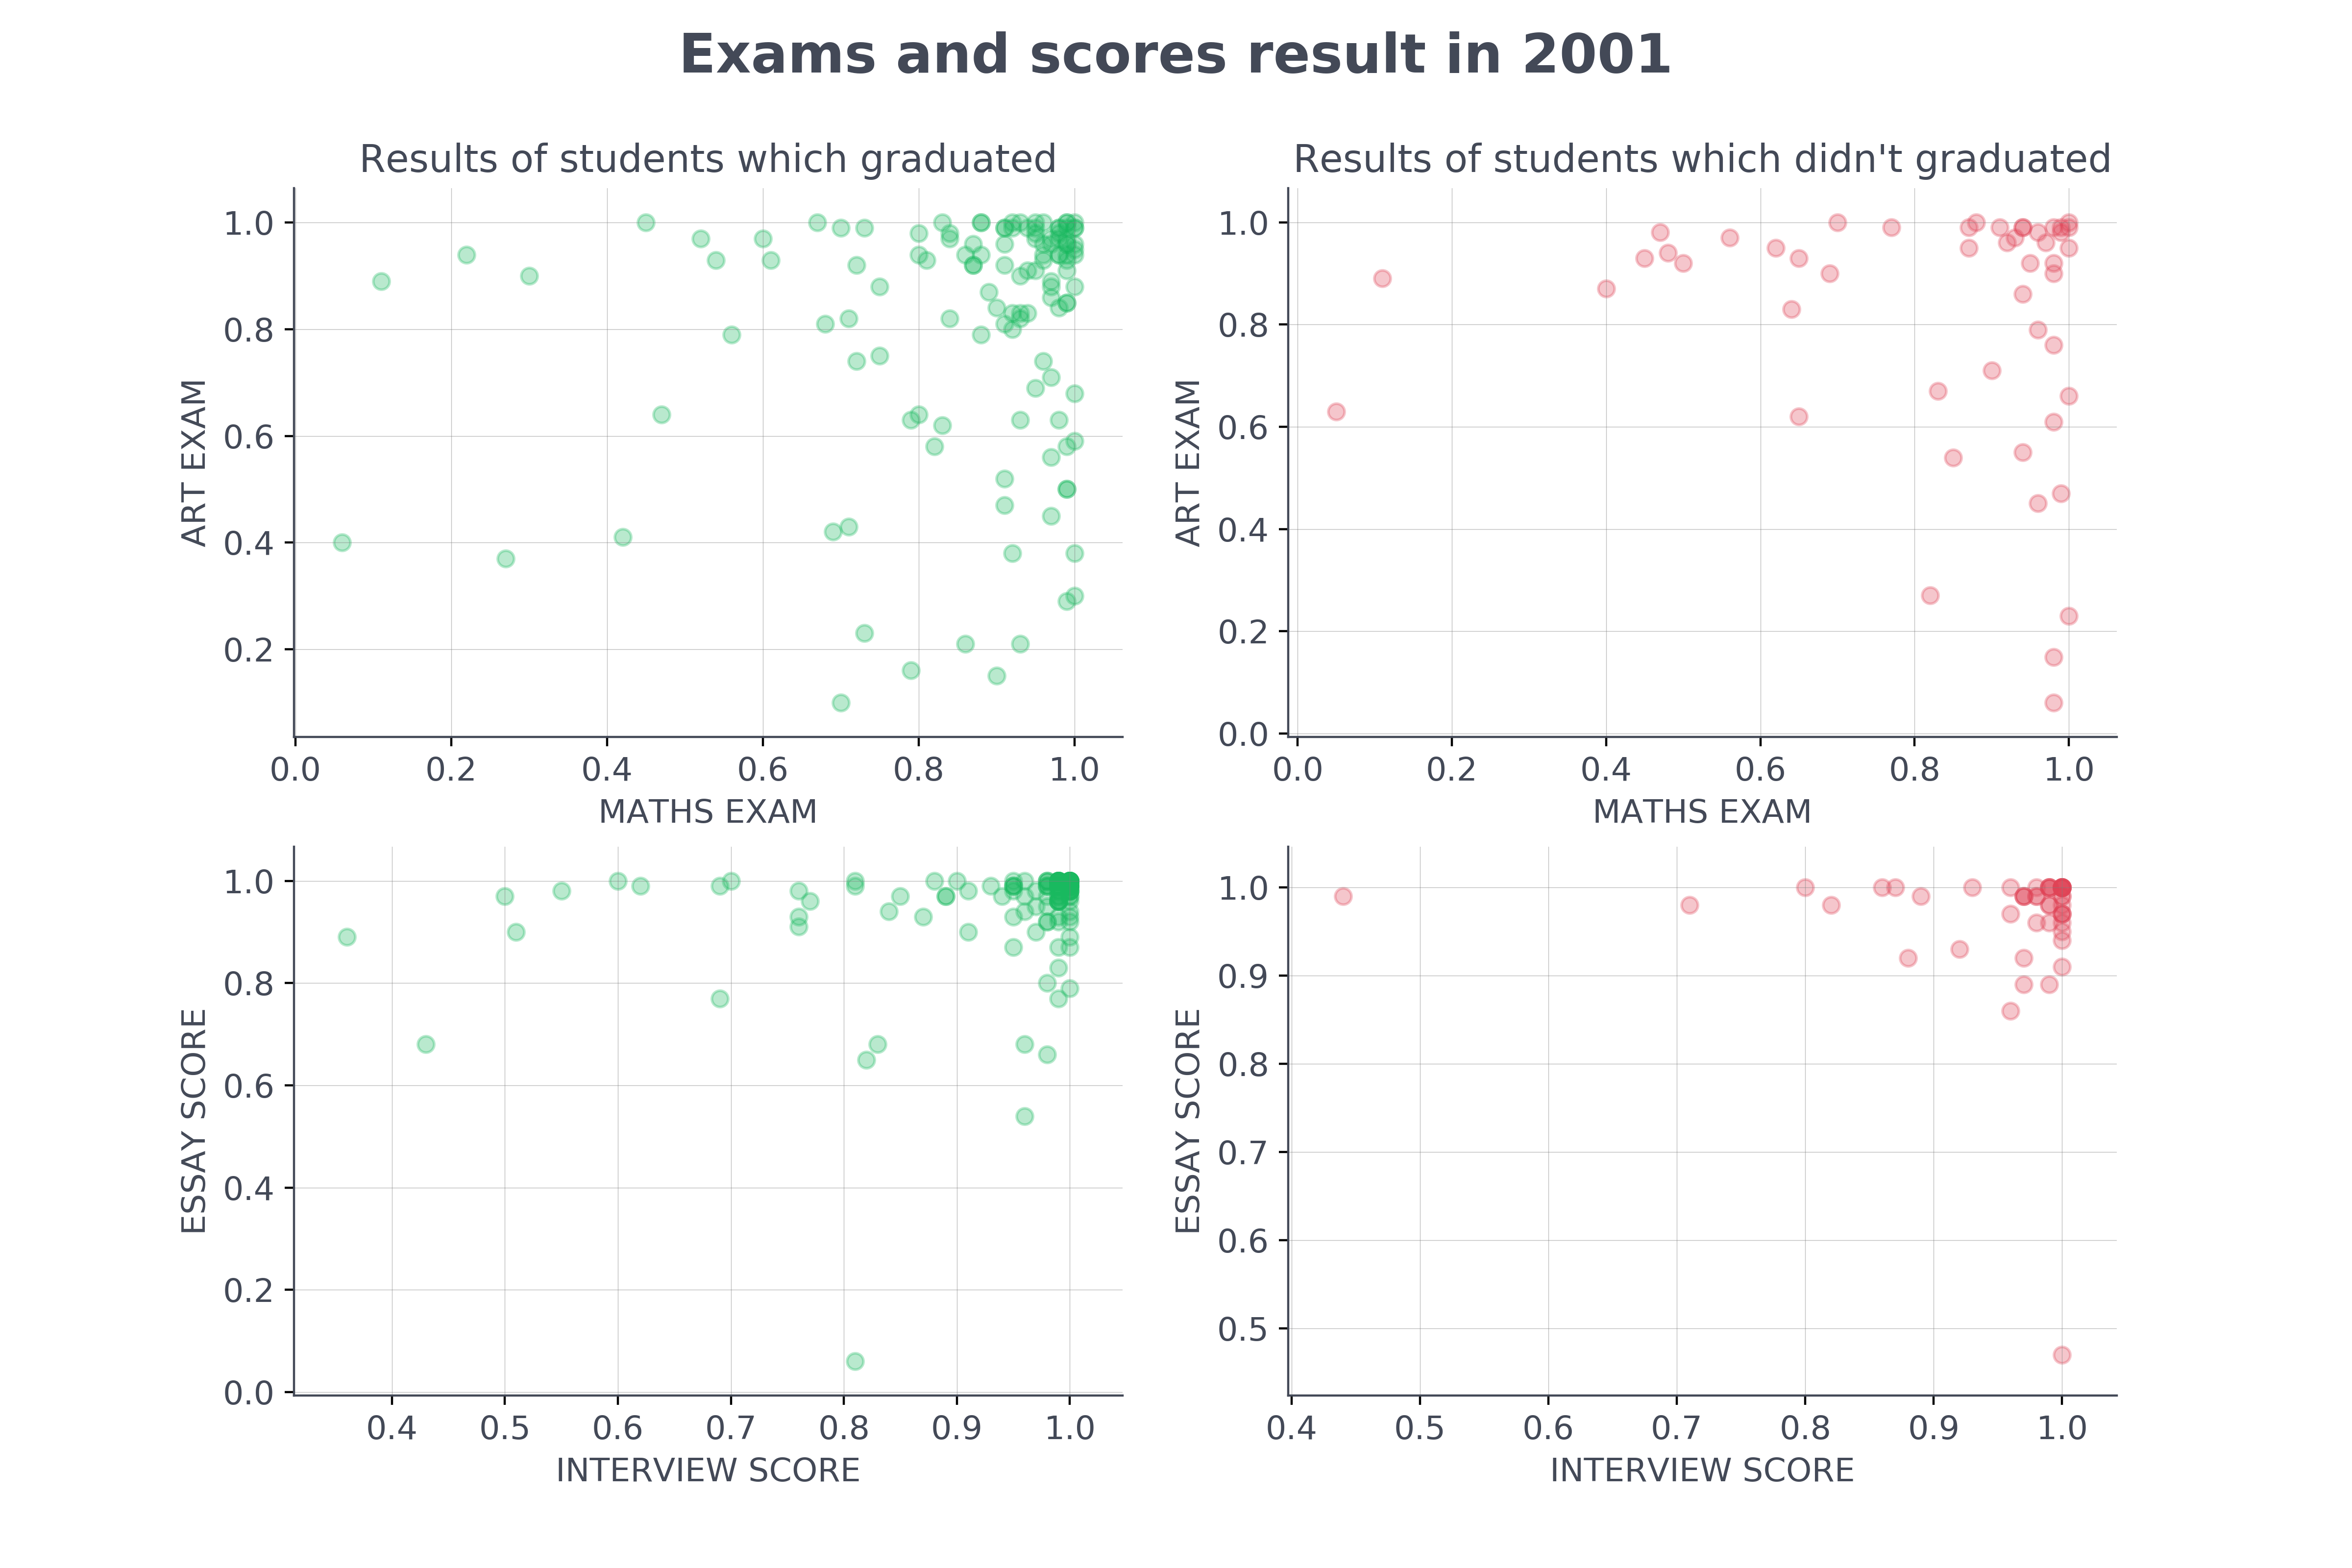 Exams and scores result in 2001
Results of students which graduated
ART EXAM
1.0
0.8
0.6
0.4
0.2
0.0 0.2 0.4 0.6 0.8 1.0
MATHS EXAM
Results of students which didn't graduated
ART EXAM
1.0
0.8
0.6
0.4
0.2
0.0
0.0 0.2 0.4 0.6 0.8 1.0
MATHS EXAM
ESSAY SCORE
1.0
0.8
0.6
0.4
0.2
0.0
0.4 0.5 0.6 0.7 0.8 0.9 1.0
INTERVIEW SCORE
ESSAY SCORE
1.0
0.9
0.8
0.7
0.6
0.5
0.4 0.5 0.6 0.7 0.8 0.9 1.0
INTERVIEW SCORE